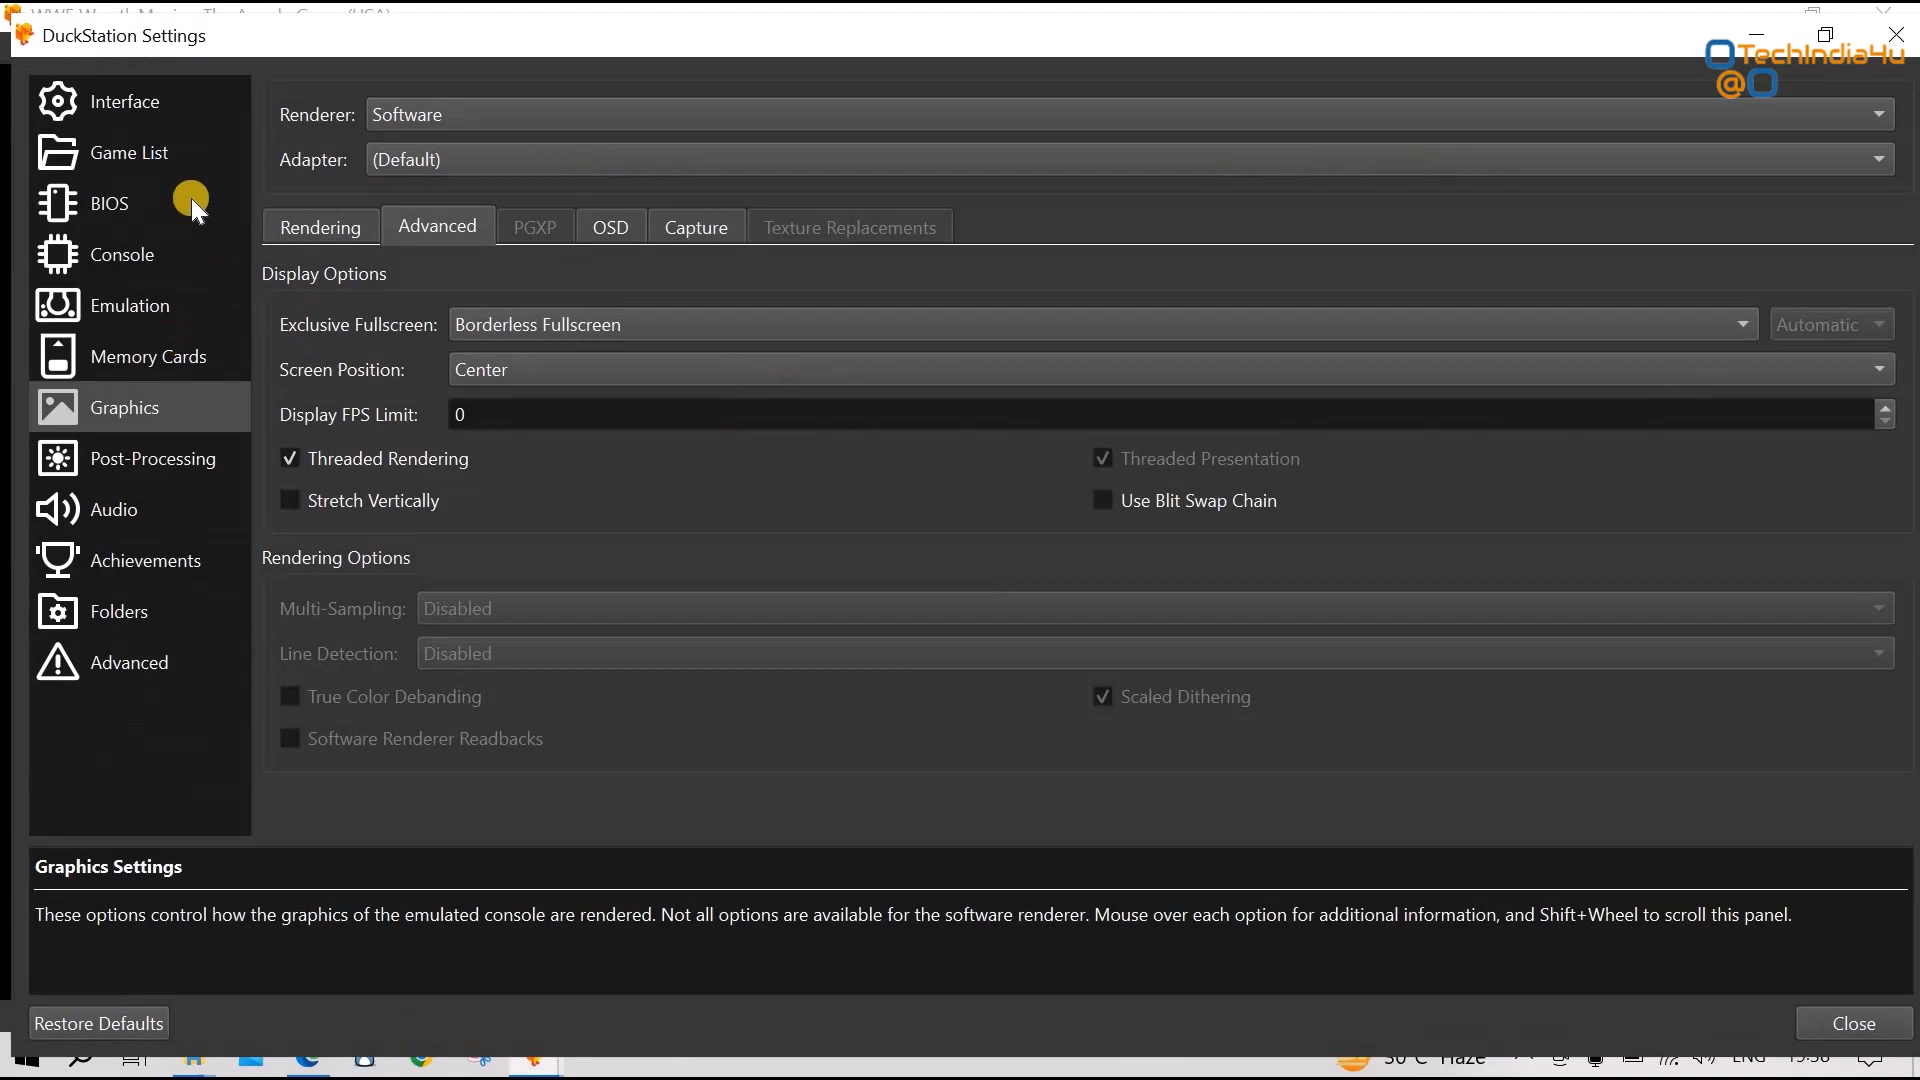 DuckStation Settings
TechIndia4u
@
Interface
Game List
BIOS
Console
Emulation
Memory Cards
Graphics
Post-Processing
Audio
Achievements
Folders
Advanced
Renderer: Software
Adapter: (Default)
Rendering Advanced PGXP OSD Capture Texture Replacements
Display Options
Exclusive Fullscreen: Borderless Fullscreen Automatic
Screen Position: Center
Display FPS Limit: 0
Threaded Rendering Threaded Presentation
Stretch Vertically Use Blit Swap Chain
Rendering Options
Multi-Sampling: Disabled
Line Detection: Disabled
True Color Debanding Scaled Dithering
Software Renderer Readbacks
Graphics Settings
These options control how the graphics of the emulated console are rendered. Not all options are available for the software renderer. Mouse over each option for additional information, and Shift+Wheel to scroll this panel.
Restore Defaults Close
30°C Haze ENG